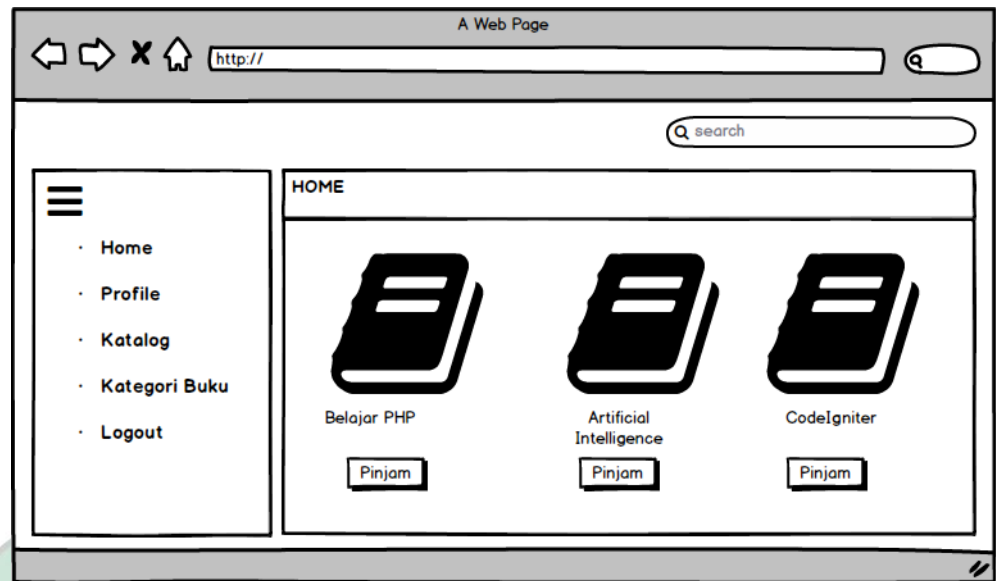 A Web Page
http://
search
HOME
Home
Profile
Katalog
Kategori Buku
Logout
Belajar PHP
Artificial
Intelligence
CodeIgniter
Pinjam
Pinjam
Pinjam